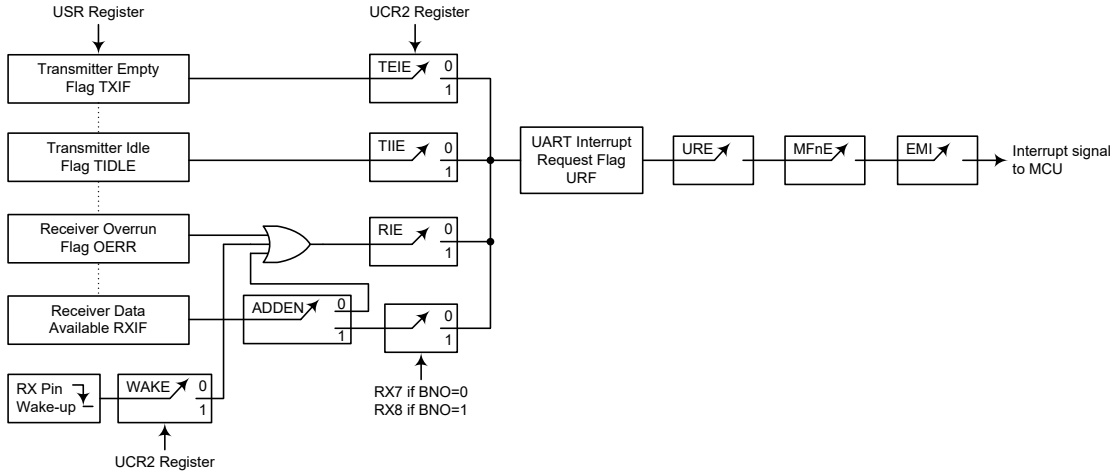 USR Register
UCR2 Register
Transmitter Empty
Flag TXIF
TEIE
0
1
Transmitter Idle
Flag TIDLE
TIIE
0
1
UART Interrupt
Request Flag
URF
URE
MFnE
EMI
Interrupt signal
to MCU
Receiver Overrun
Flag OERR
RIE
0
1
Receiver Data
Available RXIF
ADDEN
0
1
0
1
RX7 if BNO=0
RX8 if BNO=1
RX Pin
Wake-up
WAKE
0
1
UCR2 Register